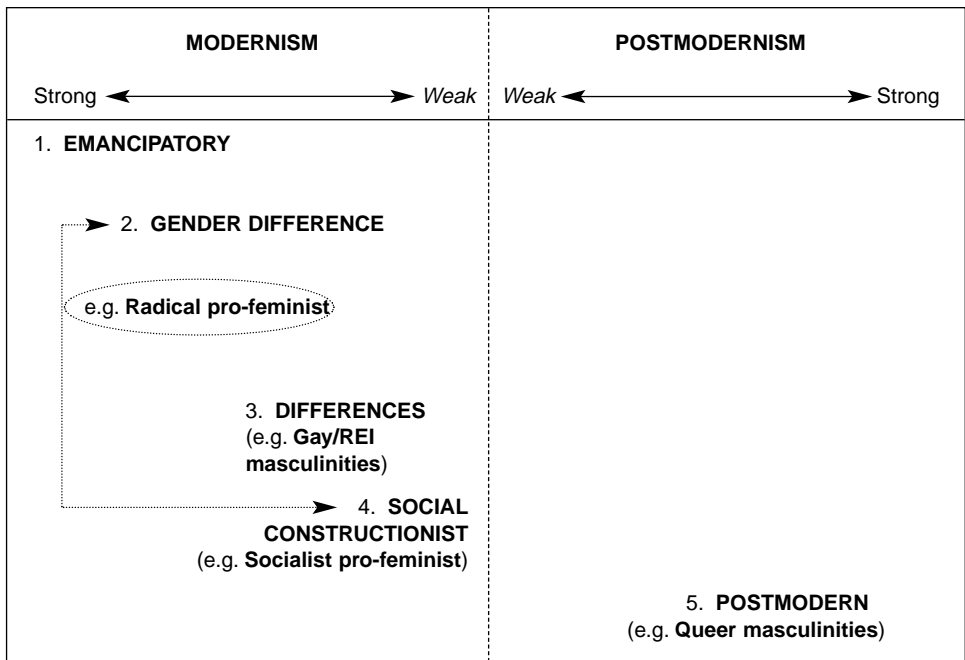 MODERNISM
POSTMODERNISM
Strong Weak
Weak Strong
1. EMANCIPATORY
2. GENDER DIFFERENCE
e.g. Radical pro-feminist
3. DIFFERENCES
(e.g. Gay/REI
masculinities)
4. SOCIAL
CONSTRUCTIONIST
(e.g. Socialist pro-feminist)
5. POSTMODERN
(e.g. Queer masculinities)